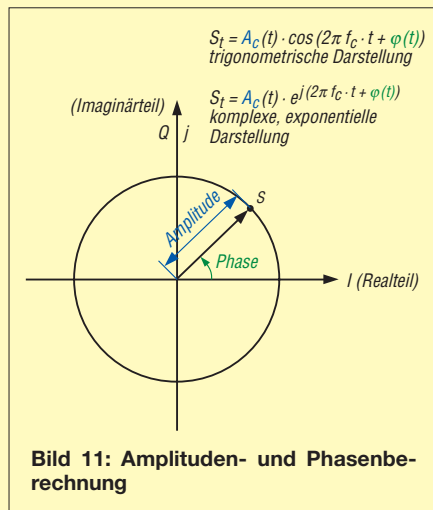 S_t = A_c(t) · cos (2π f_c · t + φ(t))
trigonometrische Darstellung
(Imaginärteil)
S_t = A_c(t) · e^{j (2π f_c · t + φ(t))}
komplexe, exponentielle
Darstellung
Q j
Amplitude
S
Phase
I (Realteil)
Bild 11: Amplituden- und Phasenbe-
rechnung